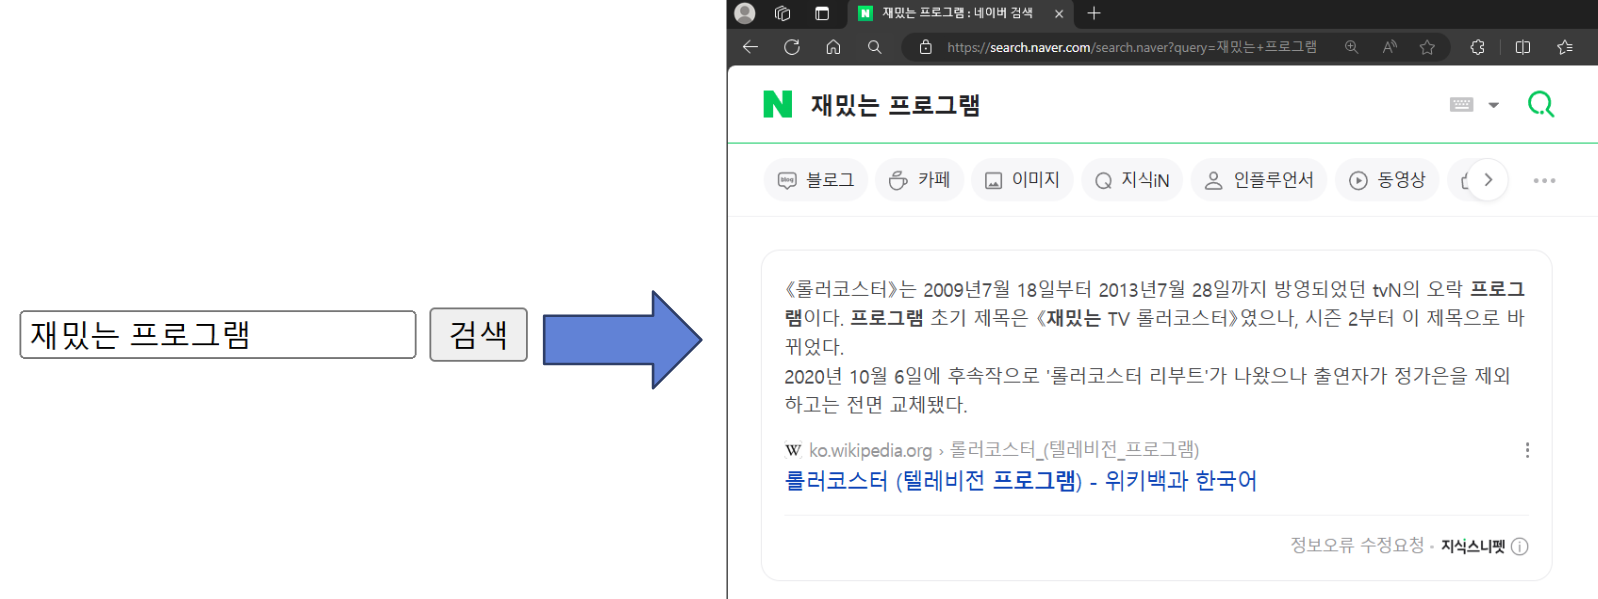 재밌는 프로그램 검색
재밌는 프로그램 : 네이버 검색
https://search.naver.com/search.naver?query=재밌는+프로그램
N 재밌는 프로그램
블로그 카페 이미지 지식iN 인플루언서 동영상
《롤러코스터》는 2009년7월 18일부터 2013년7월 28일까지 방영되었던 tvN의 오락 프로그
램이다. 프로그램 초기 제목은 《재밌는 TV 롤러코스터》였으나, 시즌 2부터 이 제목으로 바
뀌었다.
2020년 10월 6일에 후속작으로 '롤러코스터 리부트'가 나왔으나 출연자가 정가은을 제외
하고는 전면 교체됐다.
W ko.wikipedia.org › 롤러코스터_(텔레비전_프로그램)
롤러코스터 (텔레비전 프로그램) - 위키백과 한국어
정보오류 수정요청 · 지식스니펫